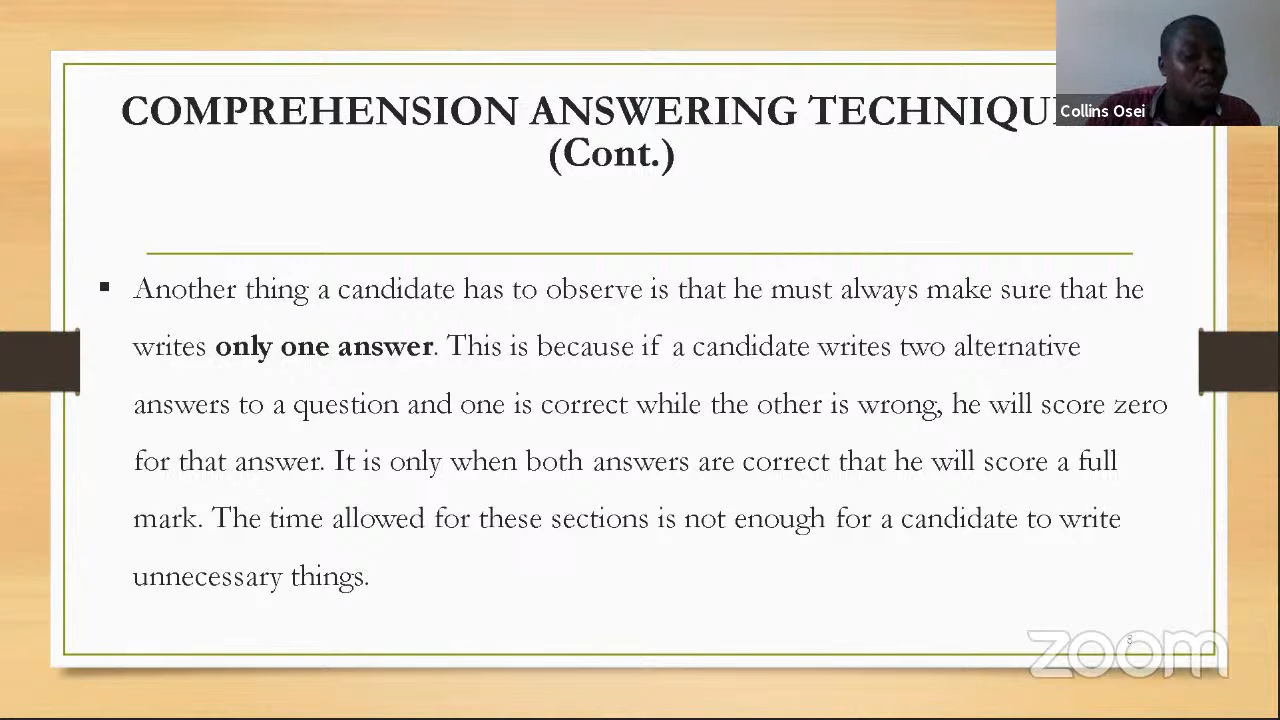 COMPREHENSION ANSWERING
(Cont.)
Collins Osei
▪ Another thing a candidate has to observe is that he must always make sure that he
writes only one answer. This is because if a candidate writes two alternative
answers to a question and one is correct while the other is wrong, he will score zero
for that answer. It is only when both answers are correct that he will score a full
mark. The time allowed for these sections is not enough for a candidate to write
unnecessary things.
8
zoom